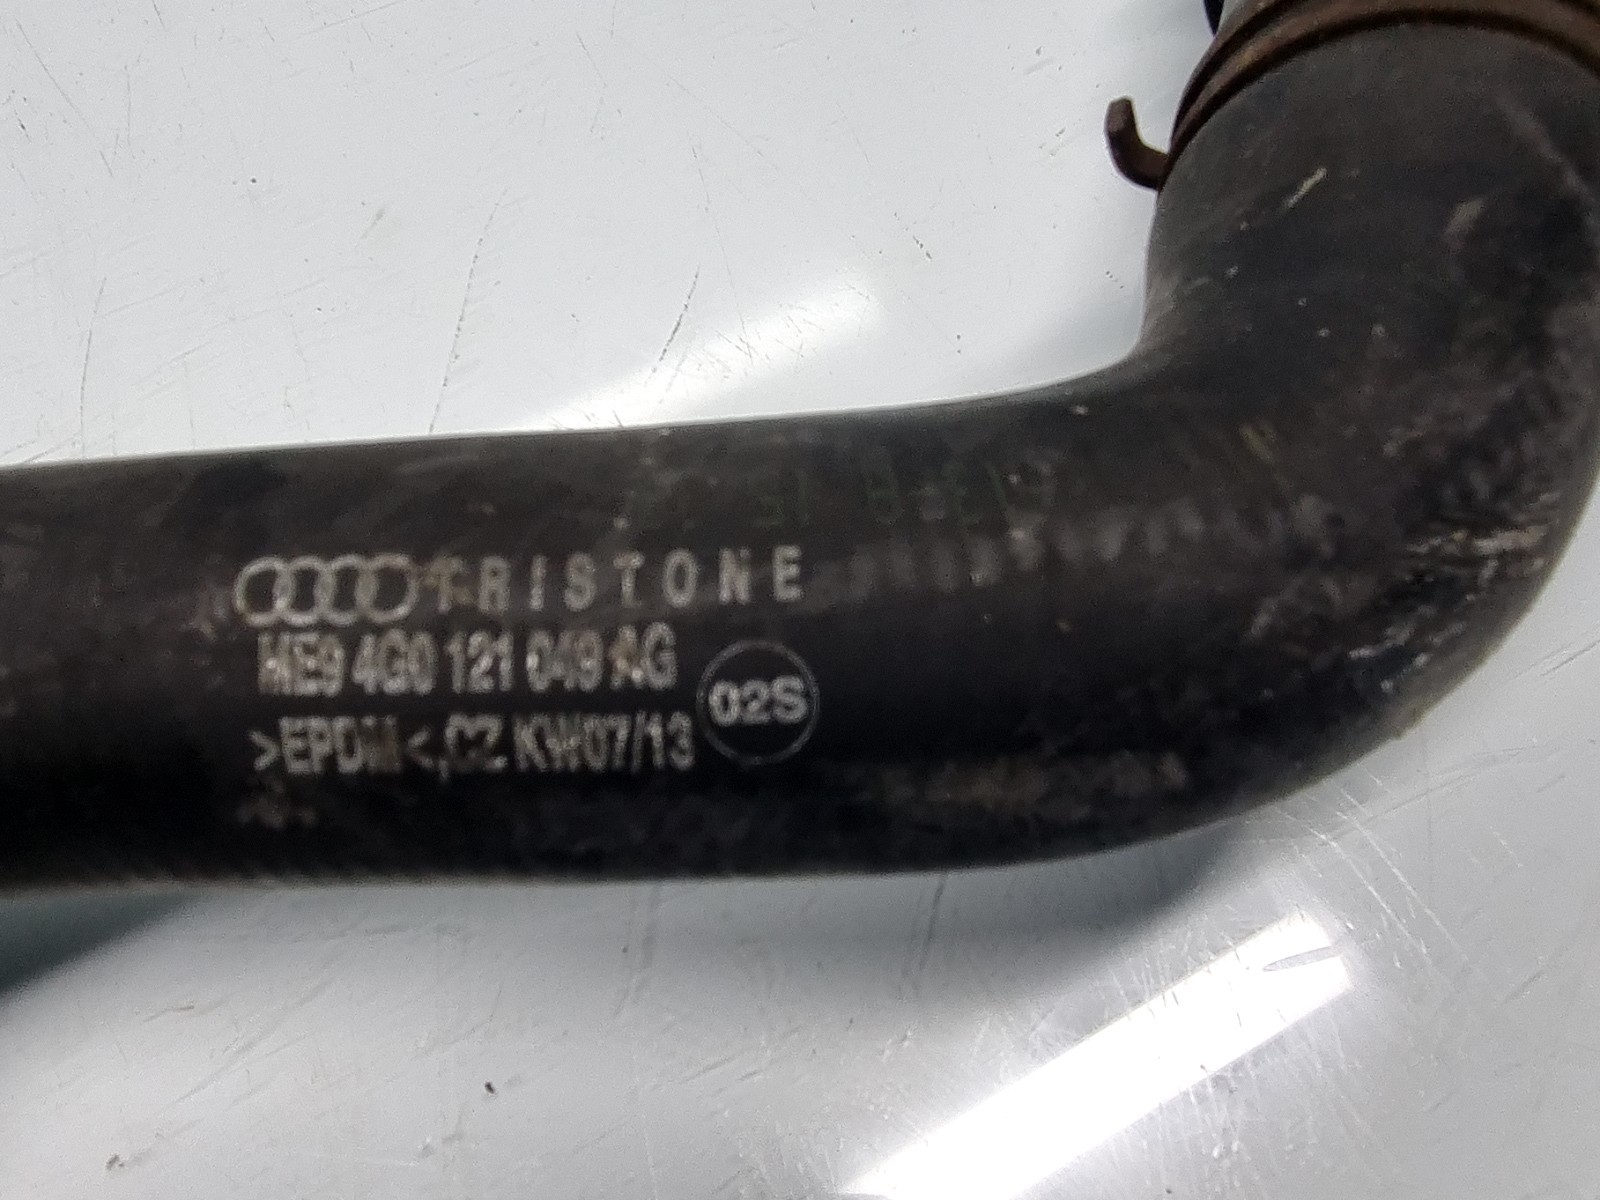 TRISTONE
ME9 4G0 121 049 AG
02S
>EPDM<,CZ KW07/13